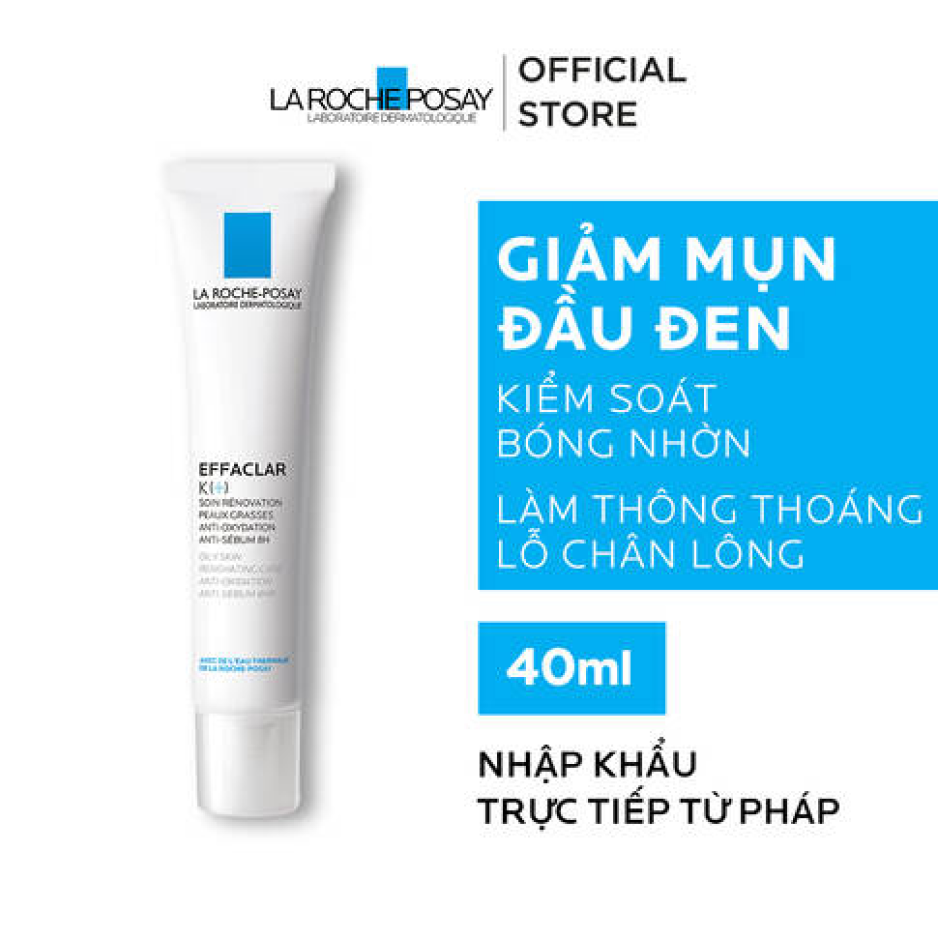 LA ROCHE POSAY
LABORATOIRE DERMATOLOGIQUE
OFFICIAL
STORE
LA ROCHE-POSAY
LABORATOIRE DERMATOLOGIQUE
EFFACLAR
K(+)
SOIN RÉNOVATION
PEAUX GRASSES
ANTI-OXYDATION
ANTI-SÉBUM 8H
OILY SKIN
RENOVATING CARE
ANTI-OXIDATION
ANTI-SEBUM 8HR
AVEC DE L'EAU THERMALE
DE LA ROCHE-POSAY
GIẢM MỤN
ĐẦU ĐEN
KIỂM SOÁT
BÓNG NHỜN
LÀM THÔNG THOÁNG
LỖ CHÂN LÔNG
40ml
NHẬP KHẨU
TRỰC TIẾP TỪ PHÁP